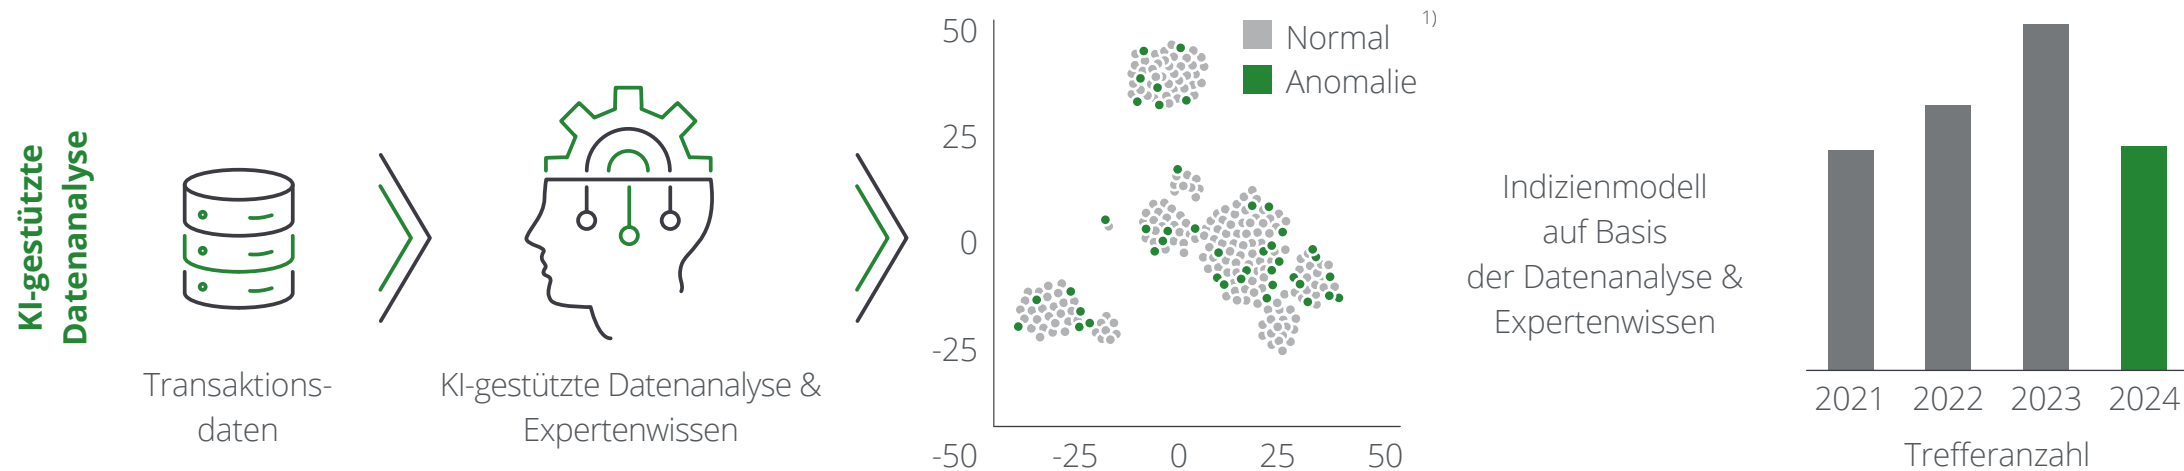 KI-gestützte
Datenanalyse
Transaktions-
daten
KI-gestützte Datenanalyse &
Expertenwissen
50
25
0
-25
-50 -25 0 25 50
Normal 1)
Anomalie
Indizienmodell
auf Basis
der Datenanalyse &
Expertenwissen
2021 2022 2023 2024
Trefferanzahl